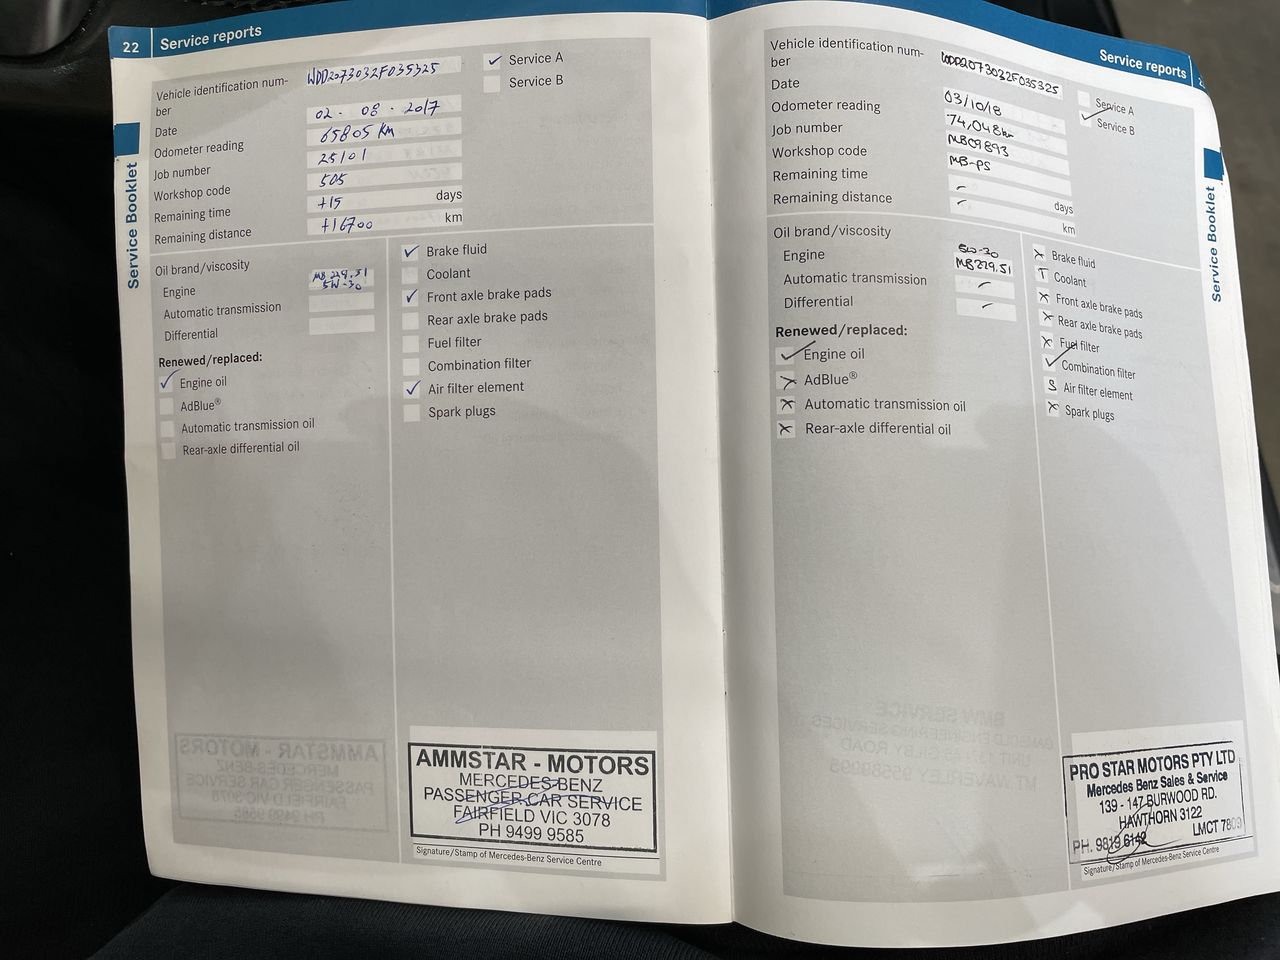 22 Service reports
Vehicle identification num-
ber WDD2073032F035325
Date 02 - 08 - 2017
Odometer reading 65805 KM
Job number 25101
Workshop code 505
Remaining time +15 days
Remaining distance +16700 km
Service A
Service B
Oil brand/viscosity
Engine MB 229.51
5W-30
Automatic transmission
Differential
Renewed/replaced:
Engine oil
AdBlue®
Automatic transmission oil
Rear-axle differential oil
Brake fluid
Coolant
Front axle brake pads
Rear axle brake pads
Fuel filter
Combination filter
Air filter element
Spark plugs
AMMSTAR - MOTORS
MERCEDES-BENZ
PASSENGER CAR SERVICE
FAIRFIELD VIC 3078
PH 9499 9585
Signature/Stamp of Mercedes-Benz Service Centre
Service Booklet
Service reports
Vehicle identification num-
ber WDD2073032F035325
Date 03/10/18
Odometer reading 74,048km
Job number MB09893
Workshop code MB-PS
Remaining time - days
Remaining distance - km
Service A
Service B
Oil brand/viscosity
Engine 5W-30
MB229.51
Automatic transmission -
Differential -
Renewed/replaced:
Engine oil
X AdBlue®
X Automatic transmission oil
X Rear-axle differential oil
X Brake fluid
T Coolant
X Front axle brake pads
X Rear axle brake pads
X Fuel filter
Combination filter
S Air filter element
X Spark plugs
PRO STAR MOTORS PTY LTD
Mercedes Benz Sales & Service
139 - 147 BURWOOD RD.
HAWTHORN 3122
PH. 9819 6142 LMCT 7803
Signature/Stamp of Mercedes-Benz Service Centre
Service Booklet